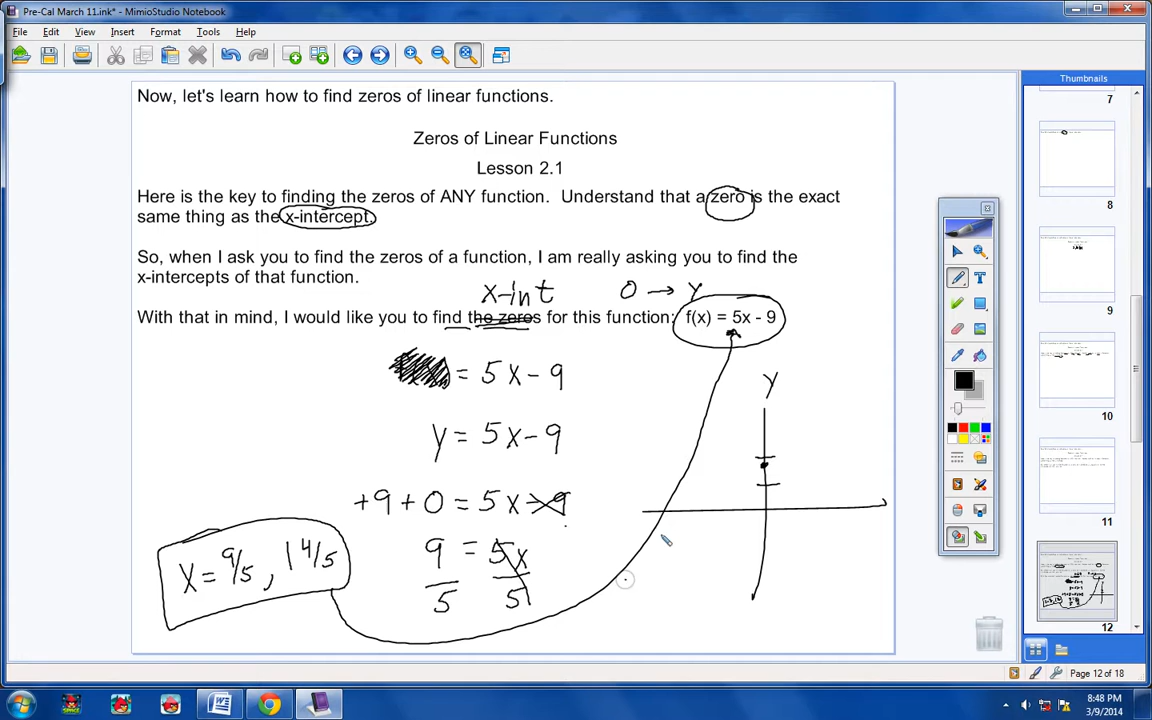 Pre-Cal March 11.ink* - MimioStudio Notebook
File Edit View Insert Format Tools Help
Now, let's learn how to find zeros of linear functions.
Zeros of Linear Functions
Lesson 2.1
Here is the key to finding the zeros of ANY function. Understand that a zero is the exact
same thing as the x-intercept.
So, when I ask you to find the zeros of a function, I am really asking you to find the
x-intercepts of that function.
x-int 0 → y
With that in mind, I would like you to find the zeros for this function: f(x) = 5x - 9
= 5x - 9
y
y = 5x - 9
+9 + 0 = 5x - 9
9 = 5x
5 5
x = 9/5, 1 4/5
Thumbnails
7
8
9
10
11
12
T
Page 12 of 18
8:48 PM
3/9/2014